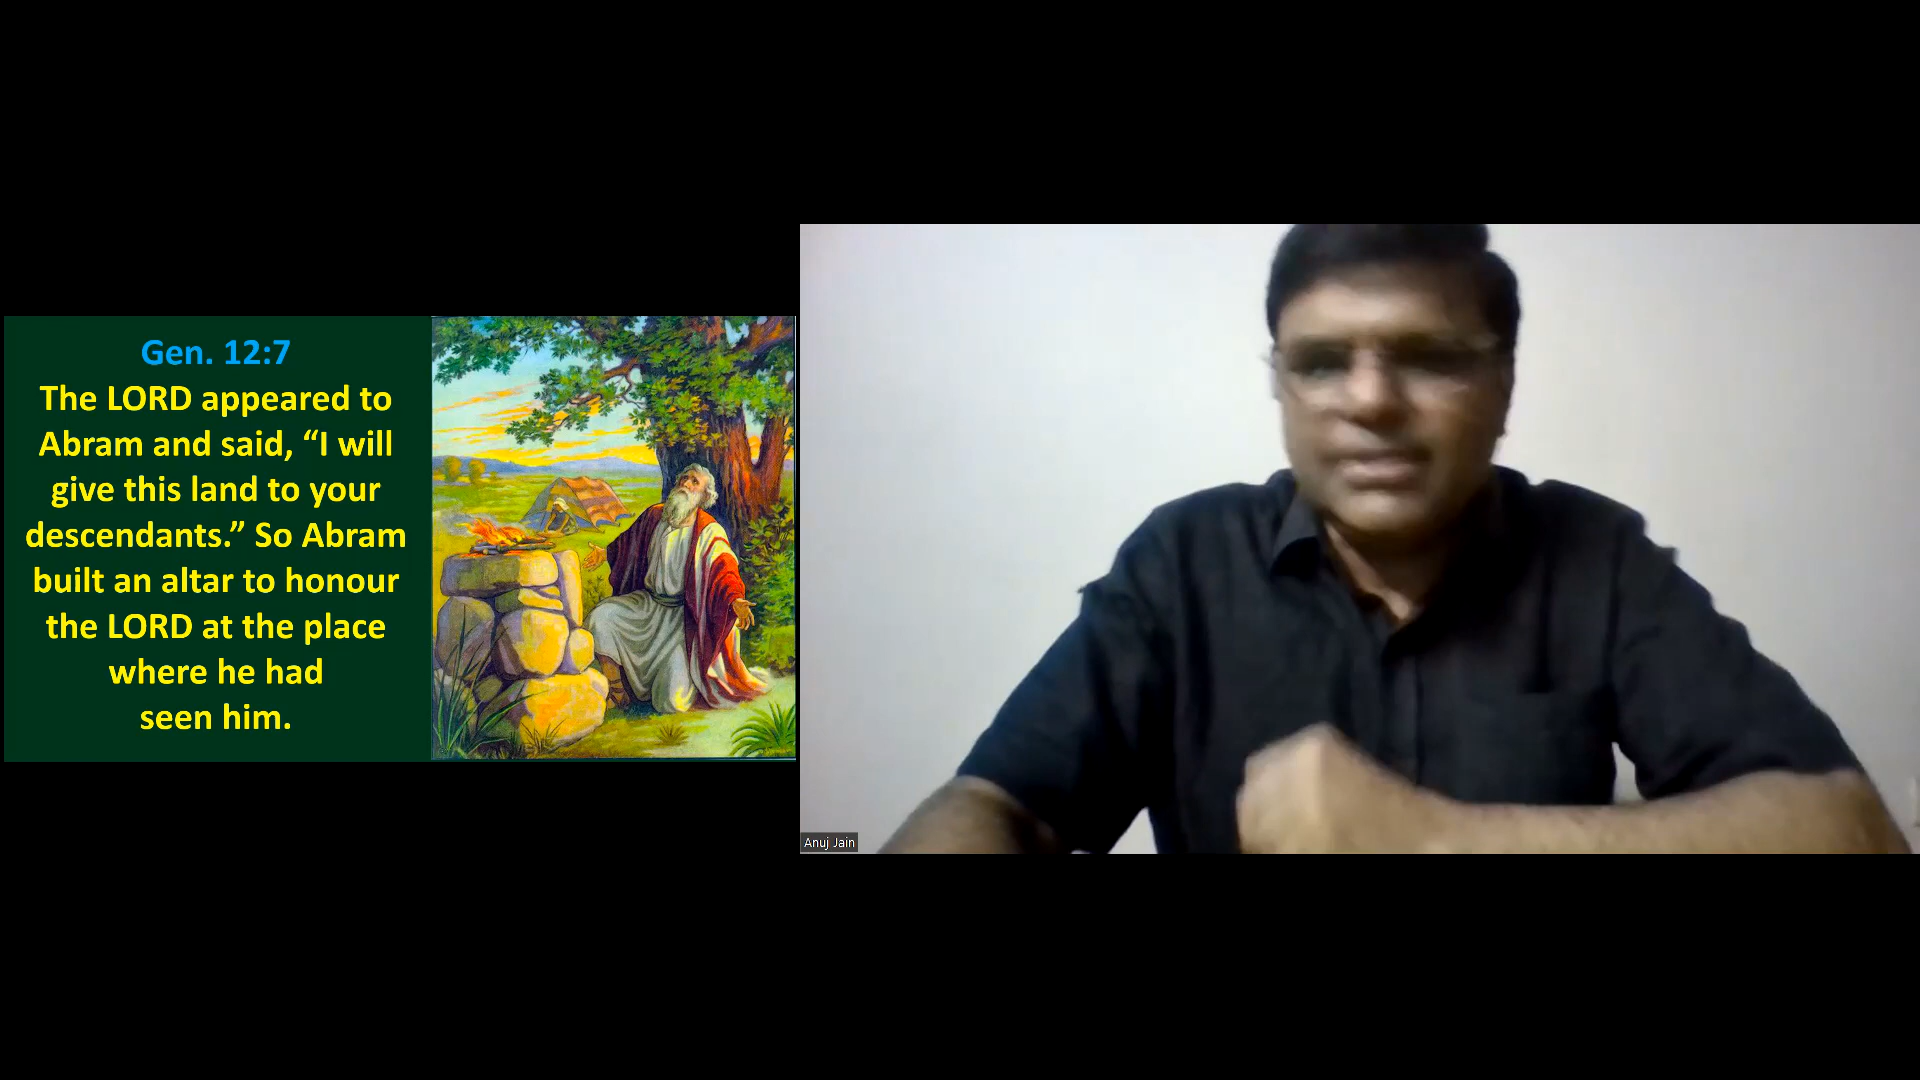 Gen. 12:7
The LORD appeared to
Abram and said, “I will
give this land to your
descendants.” So Abram
built an altar to honour
the LORD at the place
where he had
seen him.
Anuj Jain